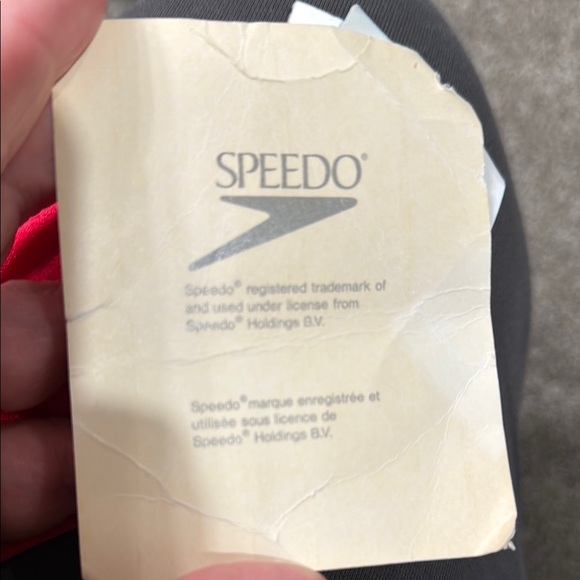 SPEEDO®
Speedo® registered trademark of
and used under license from
Speedo® Holdings B.V.
Speedo® marque enregistrée et
utilisée sous licence de
Speedo® Holdings B.V.